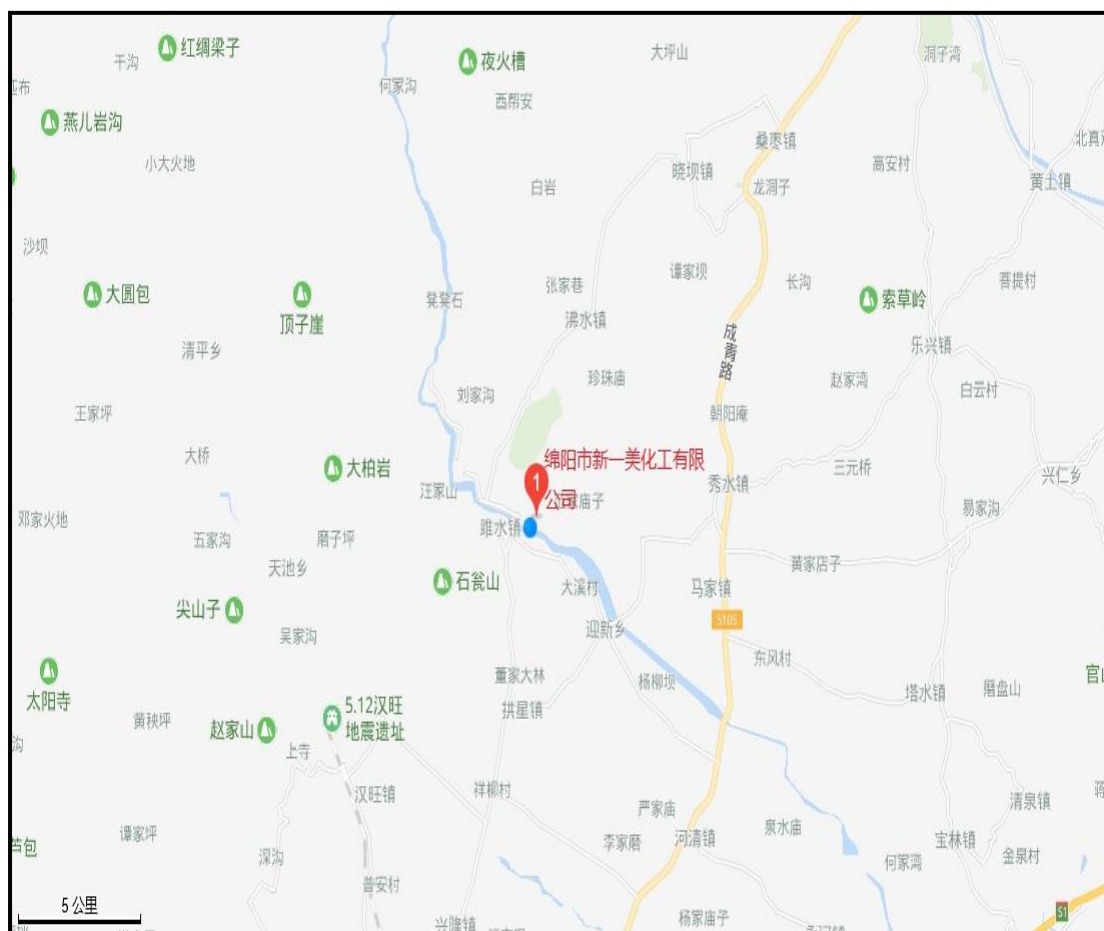 红绸梁子
夜火槽
大坪山
洞子湾
干沟
何家沟
西帮安
燕儿岩沟
小大火地
桑枣镇
晓坝镇
高安村
黄土镇
白岩
龙洞子
沙坝
大圆包
顶子崖
凳凳石
张家巷
谭家坝
长沟
索草岭
菩提村
沸水镇
清平乡
成青路
乐兴镇
刘家沟
珍珠庙
赵家湾
白云村
王家坪
朝阳庵
大桥
大柏岩
绵阳市新一美化工有限
公司
1
汪家山
秀水镇
三元桥
兴仁乡
邓家火地
五家沟
磨子坪
雎水镇
易家沟
天池乡
石瓮山
大溪村
马家镇
黄家店子
尖山子
吴家沟
迎新乡
S105
东风村
太阳寺
董家大林
杨柳坝
塔水镇
磨盘山
黄秧坪
赵家山
5.12汉旺
地震遗址
拱星镇
上寺
汉旺镇
祥柳村
严家庙
清泉镇
谭家坪
深沟
李家磨
河清镇
泉水庙
宝林镇
何家湾
金泉村
普安村
5公里
兴隆镇
杨家庙子
S1